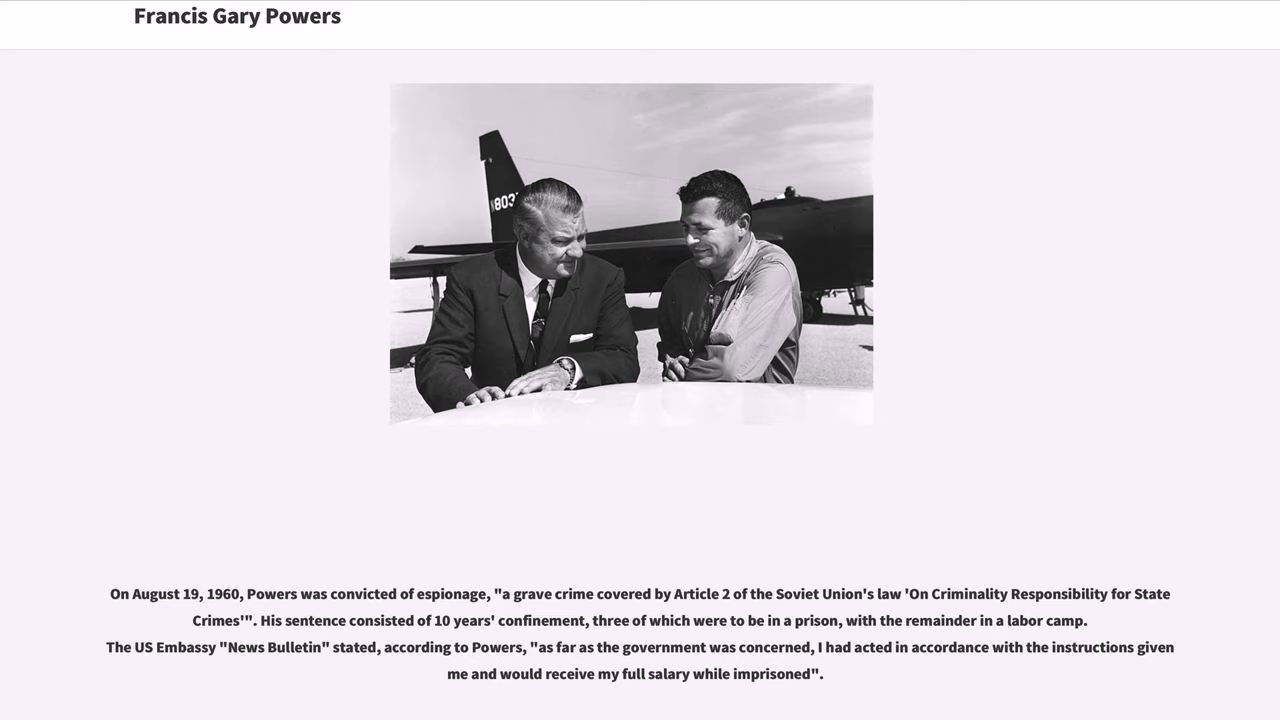 Francis Gary Powers
N803
On August 19, 1960, Powers was convicted of espionage, "a grave crime covered by Article 2 of the Soviet Union's law 'On Criminality Responsibility for State
Crimes'". His sentence consisted of 10 years' confinement, three of which were to be in a prison, with the remainder in a labor camp.
The US Embassy "News Bulletin" stated, according to Powers, "as far as the government was concerned, I had acted in accordance with the instructions given
me and would receive my full salary while imprisoned".